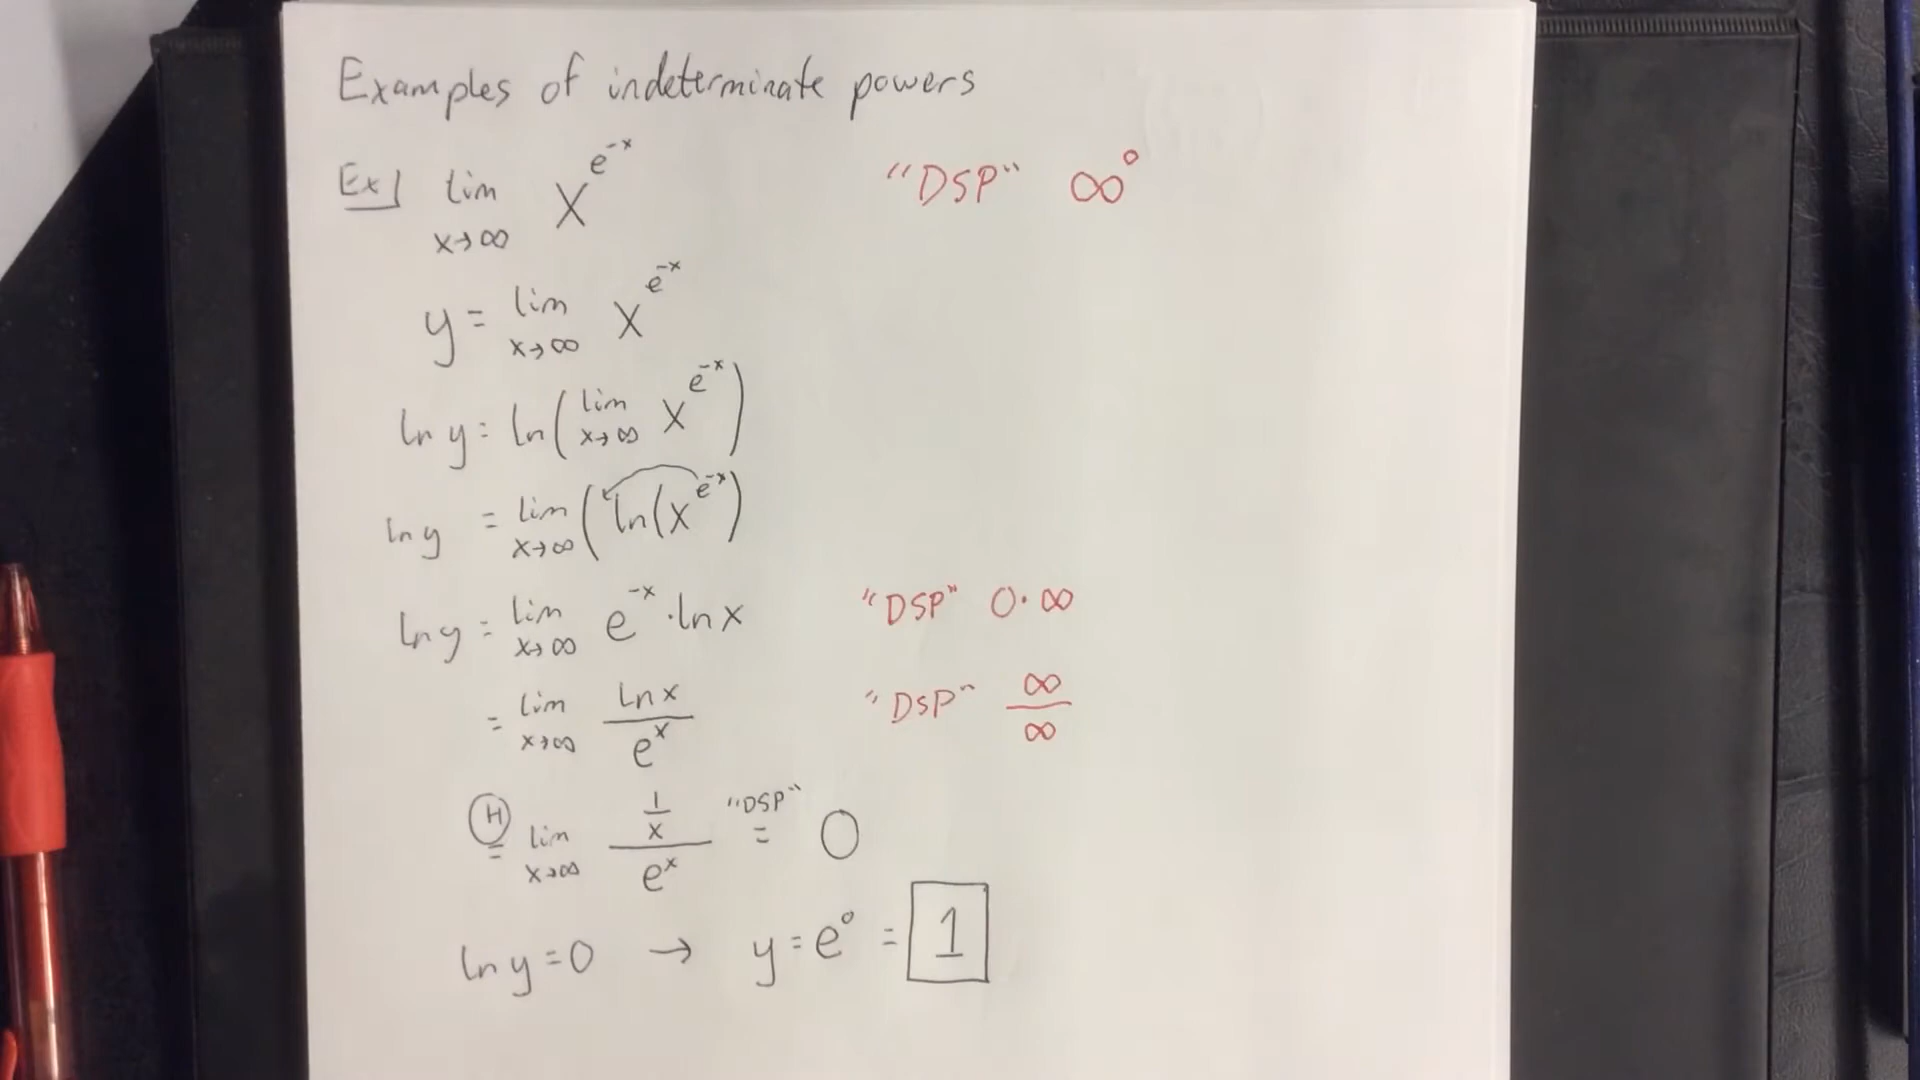 Examples of indeterminate powers
Ex] lim x→∞ x^(e^(-x)) "DSP" ∞^0
y = lim x→∞ x^(e^(-x))
ln y = ln( lim x→∞ x^(e^(-x)) )
ln y = lim x→∞ ( ln(x^(e^(-x)) )
ln y = lim x→∞ e^(-x) · ln x "DSP" 0·∞
= lim x→∞ (ln x)/(e^x) "DSP" ∞/∞
(H)= lim x→∞ (1/x)/(e^x) "DSP"= 0
ln y = 0 → y = e^0 = 1